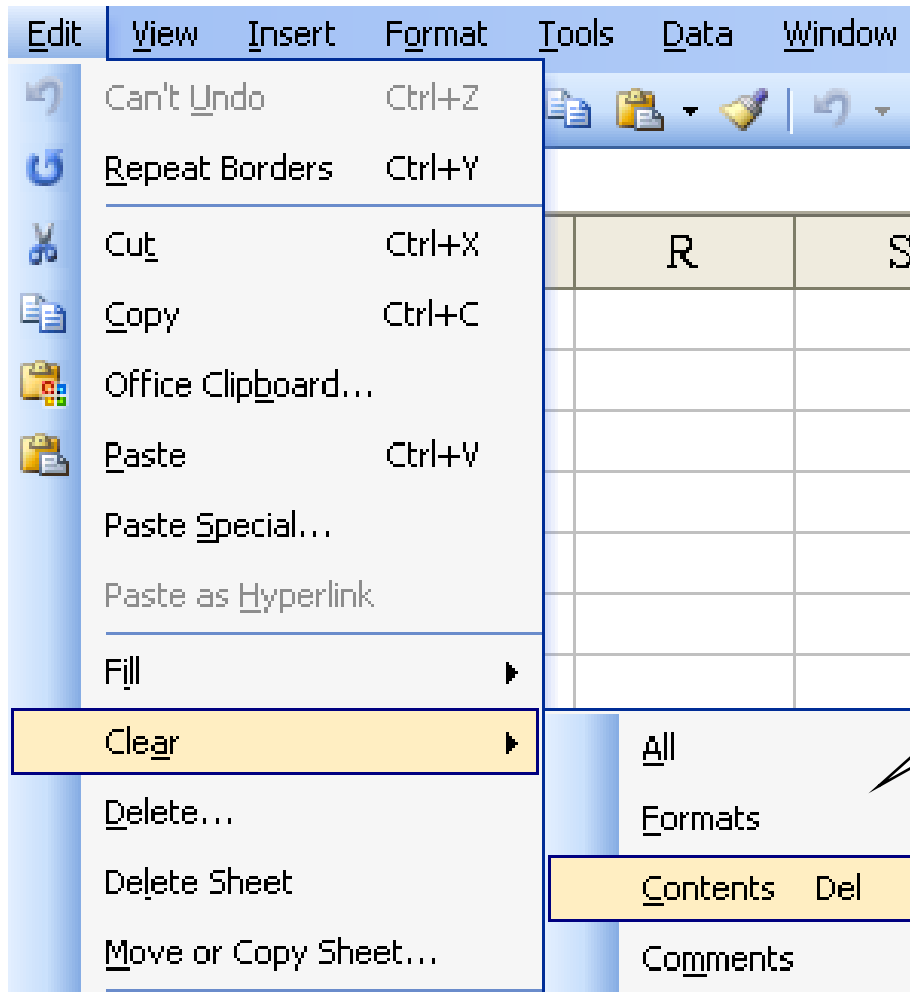 Edit View Insert Format Tools Data Window
Can't Undo Ctrl+Z
Repeat Borders Ctrl+Y
Cut Ctrl+X
Copy Ctrl+C
Office Clipboard...
Paste Ctrl+V
Paste Special...
Paste as Hyperlink
Fill
Clear
Delete...
Delete Sheet
Move or Copy Sheet...
R S
All
Formats
Contents Del
Comments